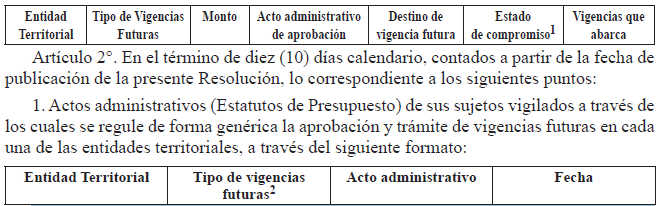 Entidad Tipo de Vigencias Monto Acto administrativo Destino de Estado Vigencias que
Territorial Futuras de aprobación vigencia futura de compromiso1 abarca
Artículo 2°. En el término de diez (10) días calendario, contados a partir de la fecha de
publicación de la presente Resolución, lo correspondiente a los siguientes puntos:
1. Actos administrativos (Estatutos de Presupuesto) de sus sujetos vigilados a través de
los cuales se regule de forma genérica la aprobación y trámite de vigencias futuras en cada
una de las entidades territoriales, a través del siguiente formato:
Entidad Territorial Tipo de vigencias Acto administrativo Fecha
futuras2